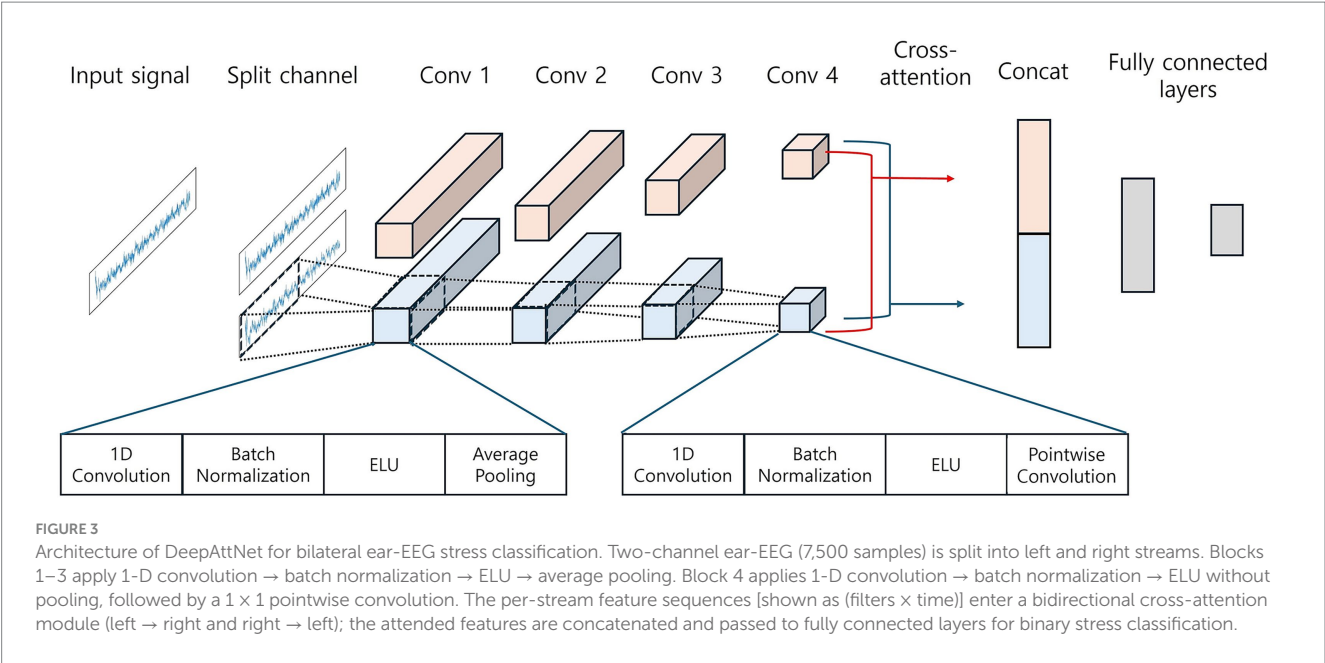 Input signal
Split channel
Conv 1
Conv 2
Conv 3
Conv 4
Cross-
attention
Concat
Fully connected
layers
1D
Convolution
Batch
Normalization
ELU
Average
Pooling
1D
Convolution
Batch
Normalization
ELU
Pointwise
Convolution
FIGURE 3
Architecture of DeepAttNet for bilateral ear-EEG stress classification. Two-channel ear-EEG (7,500 samples) is split into left and right streams. Blocks
1–3 apply 1-D convolution → batch normalization → ELU → average pooling. Block 4 applies 1-D convolution → batch normalization → ELU without
pooling, followed by a 1 × 1 pointwise convolution. The per-stream feature sequences [shown as (filters × time)] enter a bidirectional cross-attention
module (left → right and right → left); the attended features are concatenated and passed to fully connected layers for binary stress classification.